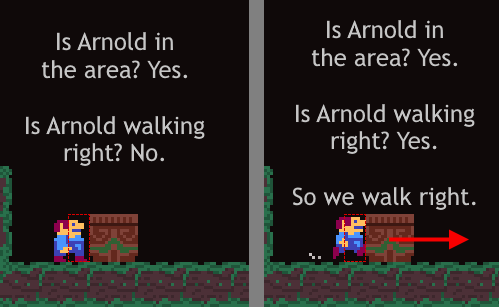 Is Arnold in
the area? Yes.
Is Arnold walking
right? No.
Is Arnold in
the area? Yes.
Is Arnold walking
right? Yes.
So we walk right.